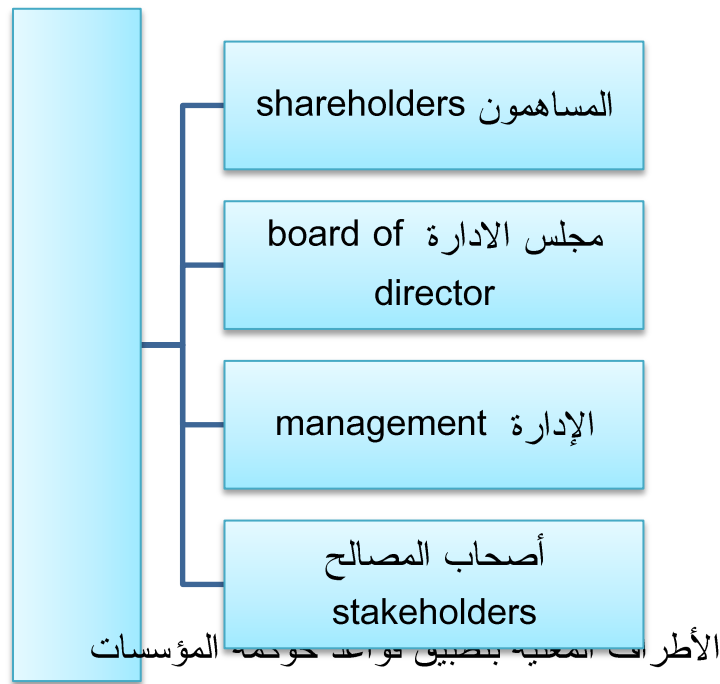 المساهمون shareholders
مجلس الادارة board of
director
الإدارة management
أصحاب المصالح
stakeholders
الأطراف المعنية بتطبيق قواعد حوكمة المؤسسات